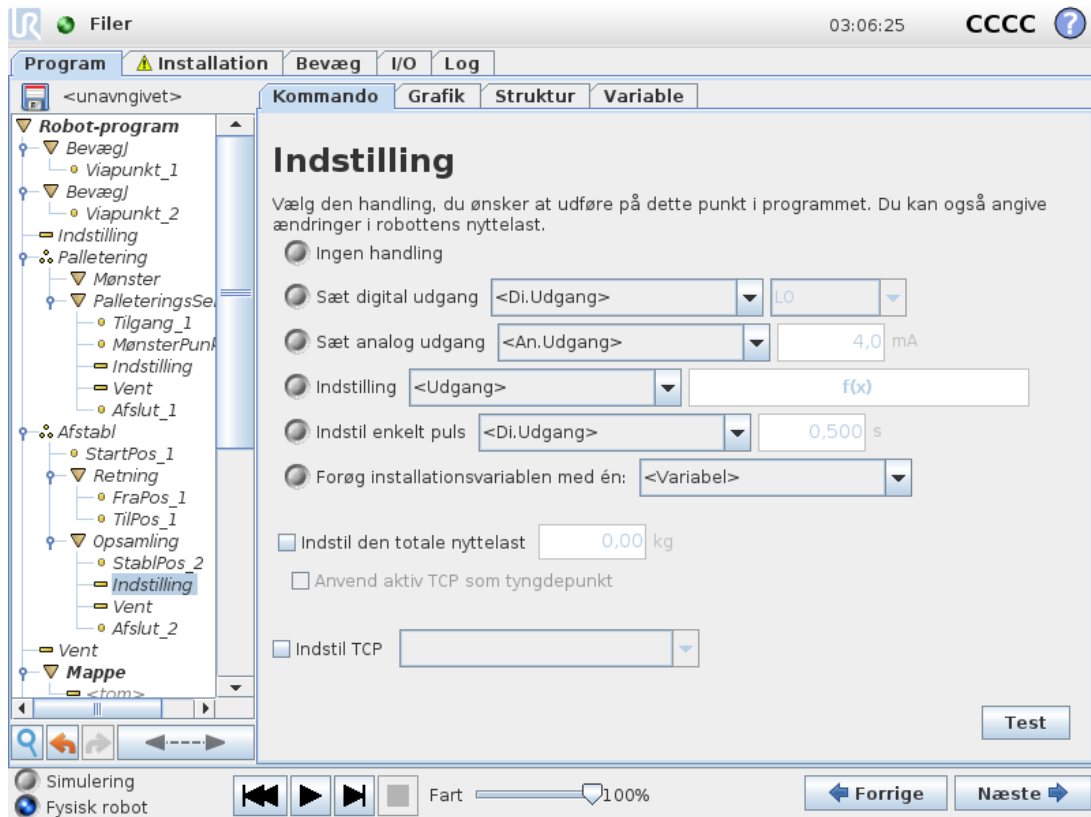 UR Filer 03:06:25 CCCC ?
Program Installation Bevæg I/O Log
<unavngivet>
Kommando Grafik Struktur Variable
Robot-program
BevægJ
Viapunkt_1
BevægJ
Viapunkt_2
Indstilling
Palletering
Mønster
PalleteringsSe
Tilgang_1
MønsterPunk
Indstilling
Vent
Afslut_1
Afstabl
StartPos_1
Retning
FraPos_1
TilPos_1
Opsamling
StablPos_2
Indstilling
Vent
Afslut_2
Vent
Mappe
<tom>
Indstilling
Vælg den handling, du ønsker at udføre på dette punkt i programmet. Du kan også angive
ændringer i robottens nyttelast.
Ingen handling
Sæt digital udgang <Di.Udgang> LO
Sæt analog udgang <An.Udgang> 4,0 mA
Indstilling <Udgang> f(x)
Indstil enkelt puls <Di.Udgang> 0,500 s
Forøg installationsvariablen med én: <Variabel>
Indstil den totale nyttelast 0,00 kg
Anvend aktiv TCP som tyngdepunkt
Indstil TCP
Test
Simulering
Fysisk robot
Fart 100%
Forrige Næste